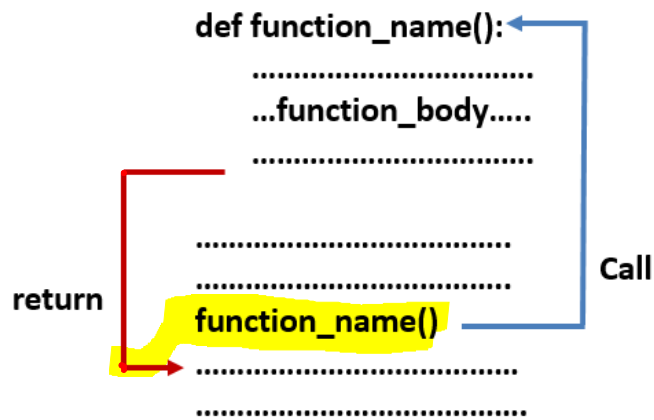 def function_name():
....................................
...function_body.....
....................................
........................................
........................................
Call
return
function_name()
.........................................
..........................................